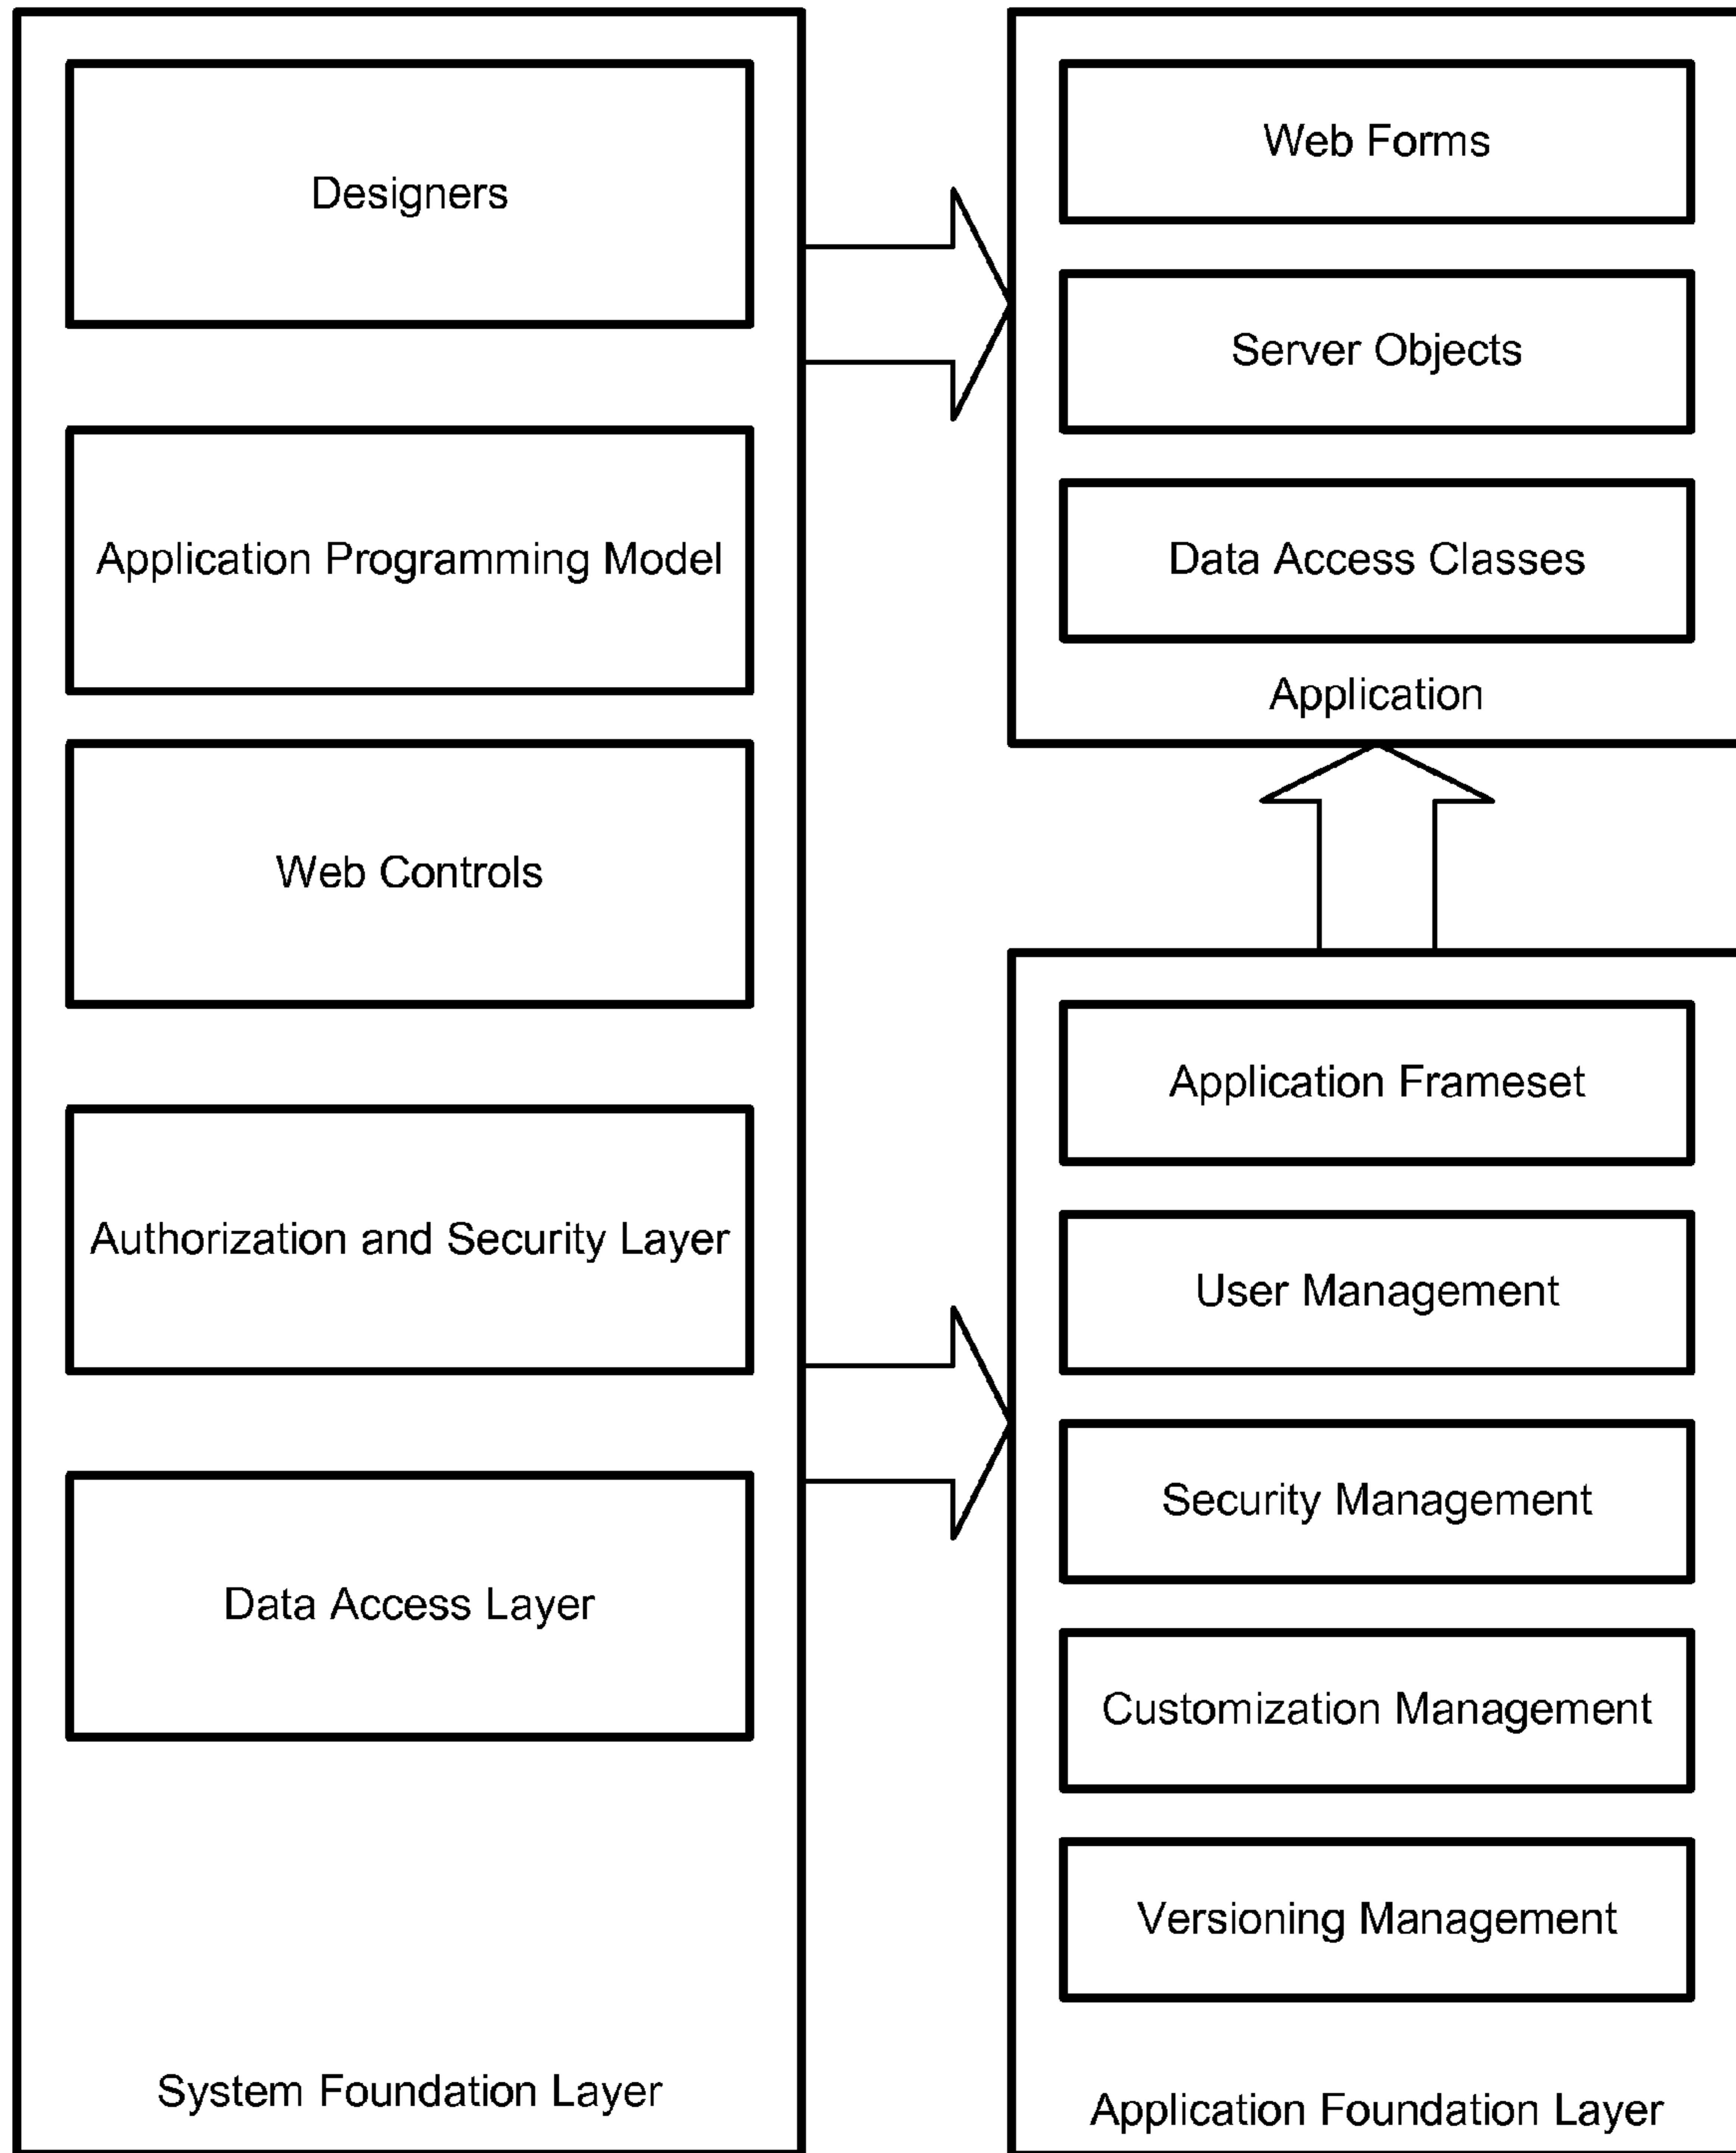 Designers
Application Programming Model
Web Controls
Authorization and Security Layer
Data Access Layer
System Foundation Layer
Web Forms
Server Objects
Data Access Classes
Application
Application Frameset
User Management
Security Management
Customization Management
Versioning Management
Application Foundation Layer